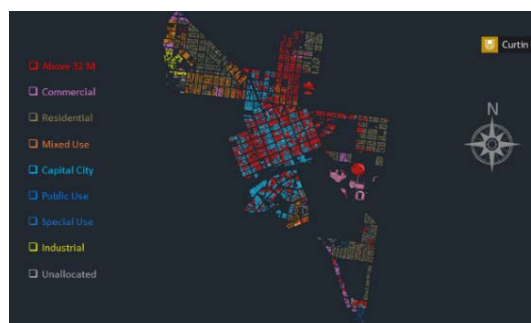 Curtin
Above 32 M
Commercial
Residential
Mixed Use
Capital City
Public Use
Special Use
Industrial
Unallocated
N